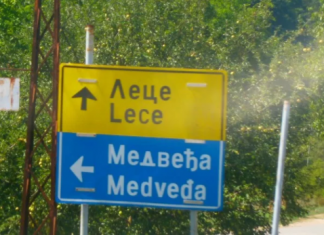 Леце
Lece
Медвеђа
Medveđa